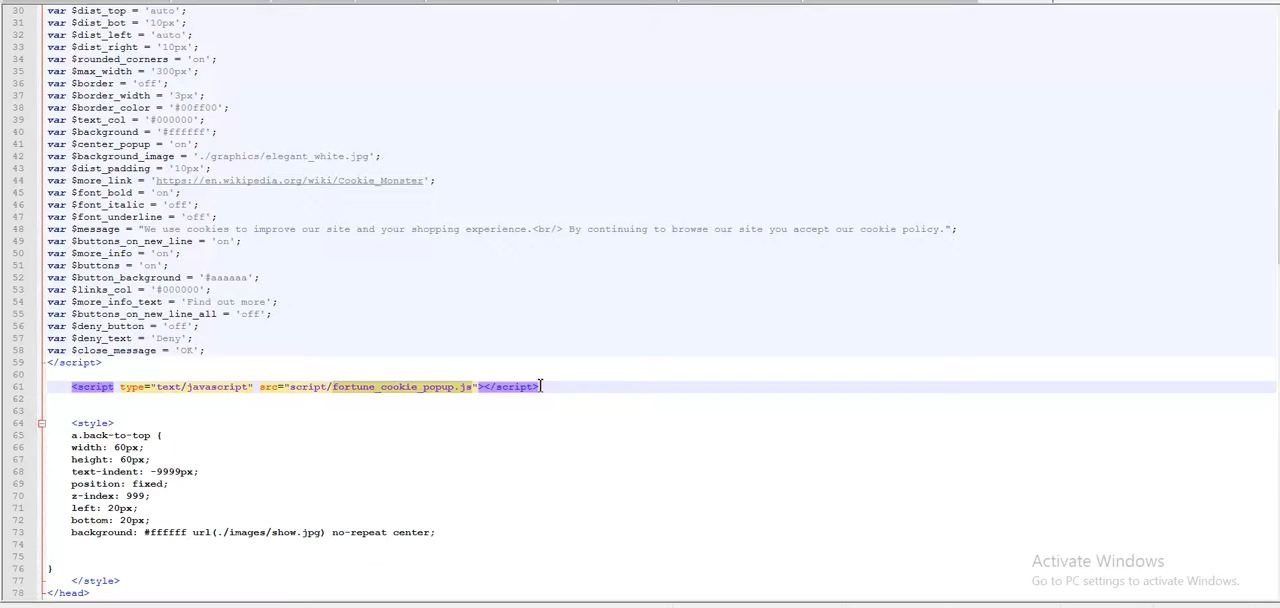 30 var $dist_top = 'auto';
31 var $dist_bot = '10px';
32 var $dist_left = 'auto';
33 var $dist_right = '10px';
34 var $rounded_corners = 'on';
35 var $max_width = '300px';
36 var $border = 'off';
37 var $border_width = '3px';
38 var $border_color = '#00ff00';
39 var $text_col = '#000000';
40 var $background = '#ffffff';
41 var $center_popup = 'on';
42 var $background_image = './graphics/elegant_white.jpg';
43 var $dist_padding = '10px';
44 var $more_link = 'https://en.wikipedia.org/wiki/Cookie_Monster';
45 var $font_bold = 'on';
46 var $font_italic = 'off';
47 var $font_underline = 'off';
48 var $message = "We use cookies to improve our site and your shopping experience.<br/> By continuing to browse our site you accept our cookie policy.";
49 var $buttons_on_new_line = 'on';
50 var $more_info = 'on';
51 var $buttons = 'on';
52 var $button_background = '#aaaaaa';
53 var $links_col = '#000000';
54 var $more_info_text = 'Find out more';
55 var $buttons_on_new_line_all = 'off';
56 var $deny_button = 'off';
57 var $deny_text = 'Deny';
58 var $close_message = 'OK';
59 </script>
60
61 <script type="text/javascript" src="script/fortune_cookie_popup.js"></script>
62
63
64 <style>
65 a.back-to-top {
66 width: 60px;
67 height: 60px;
68 text-indent: -9999px;
69 position: fixed;
70 z-index: 999;
71 left: 20px;
72 bottom: 20px;
73 background: #ffffff url(./images/show.jpg) no-repeat center;
74
75
76 }
77 </style>
78 </head>
Activate Windows
Go to PC settings to activate Windows.